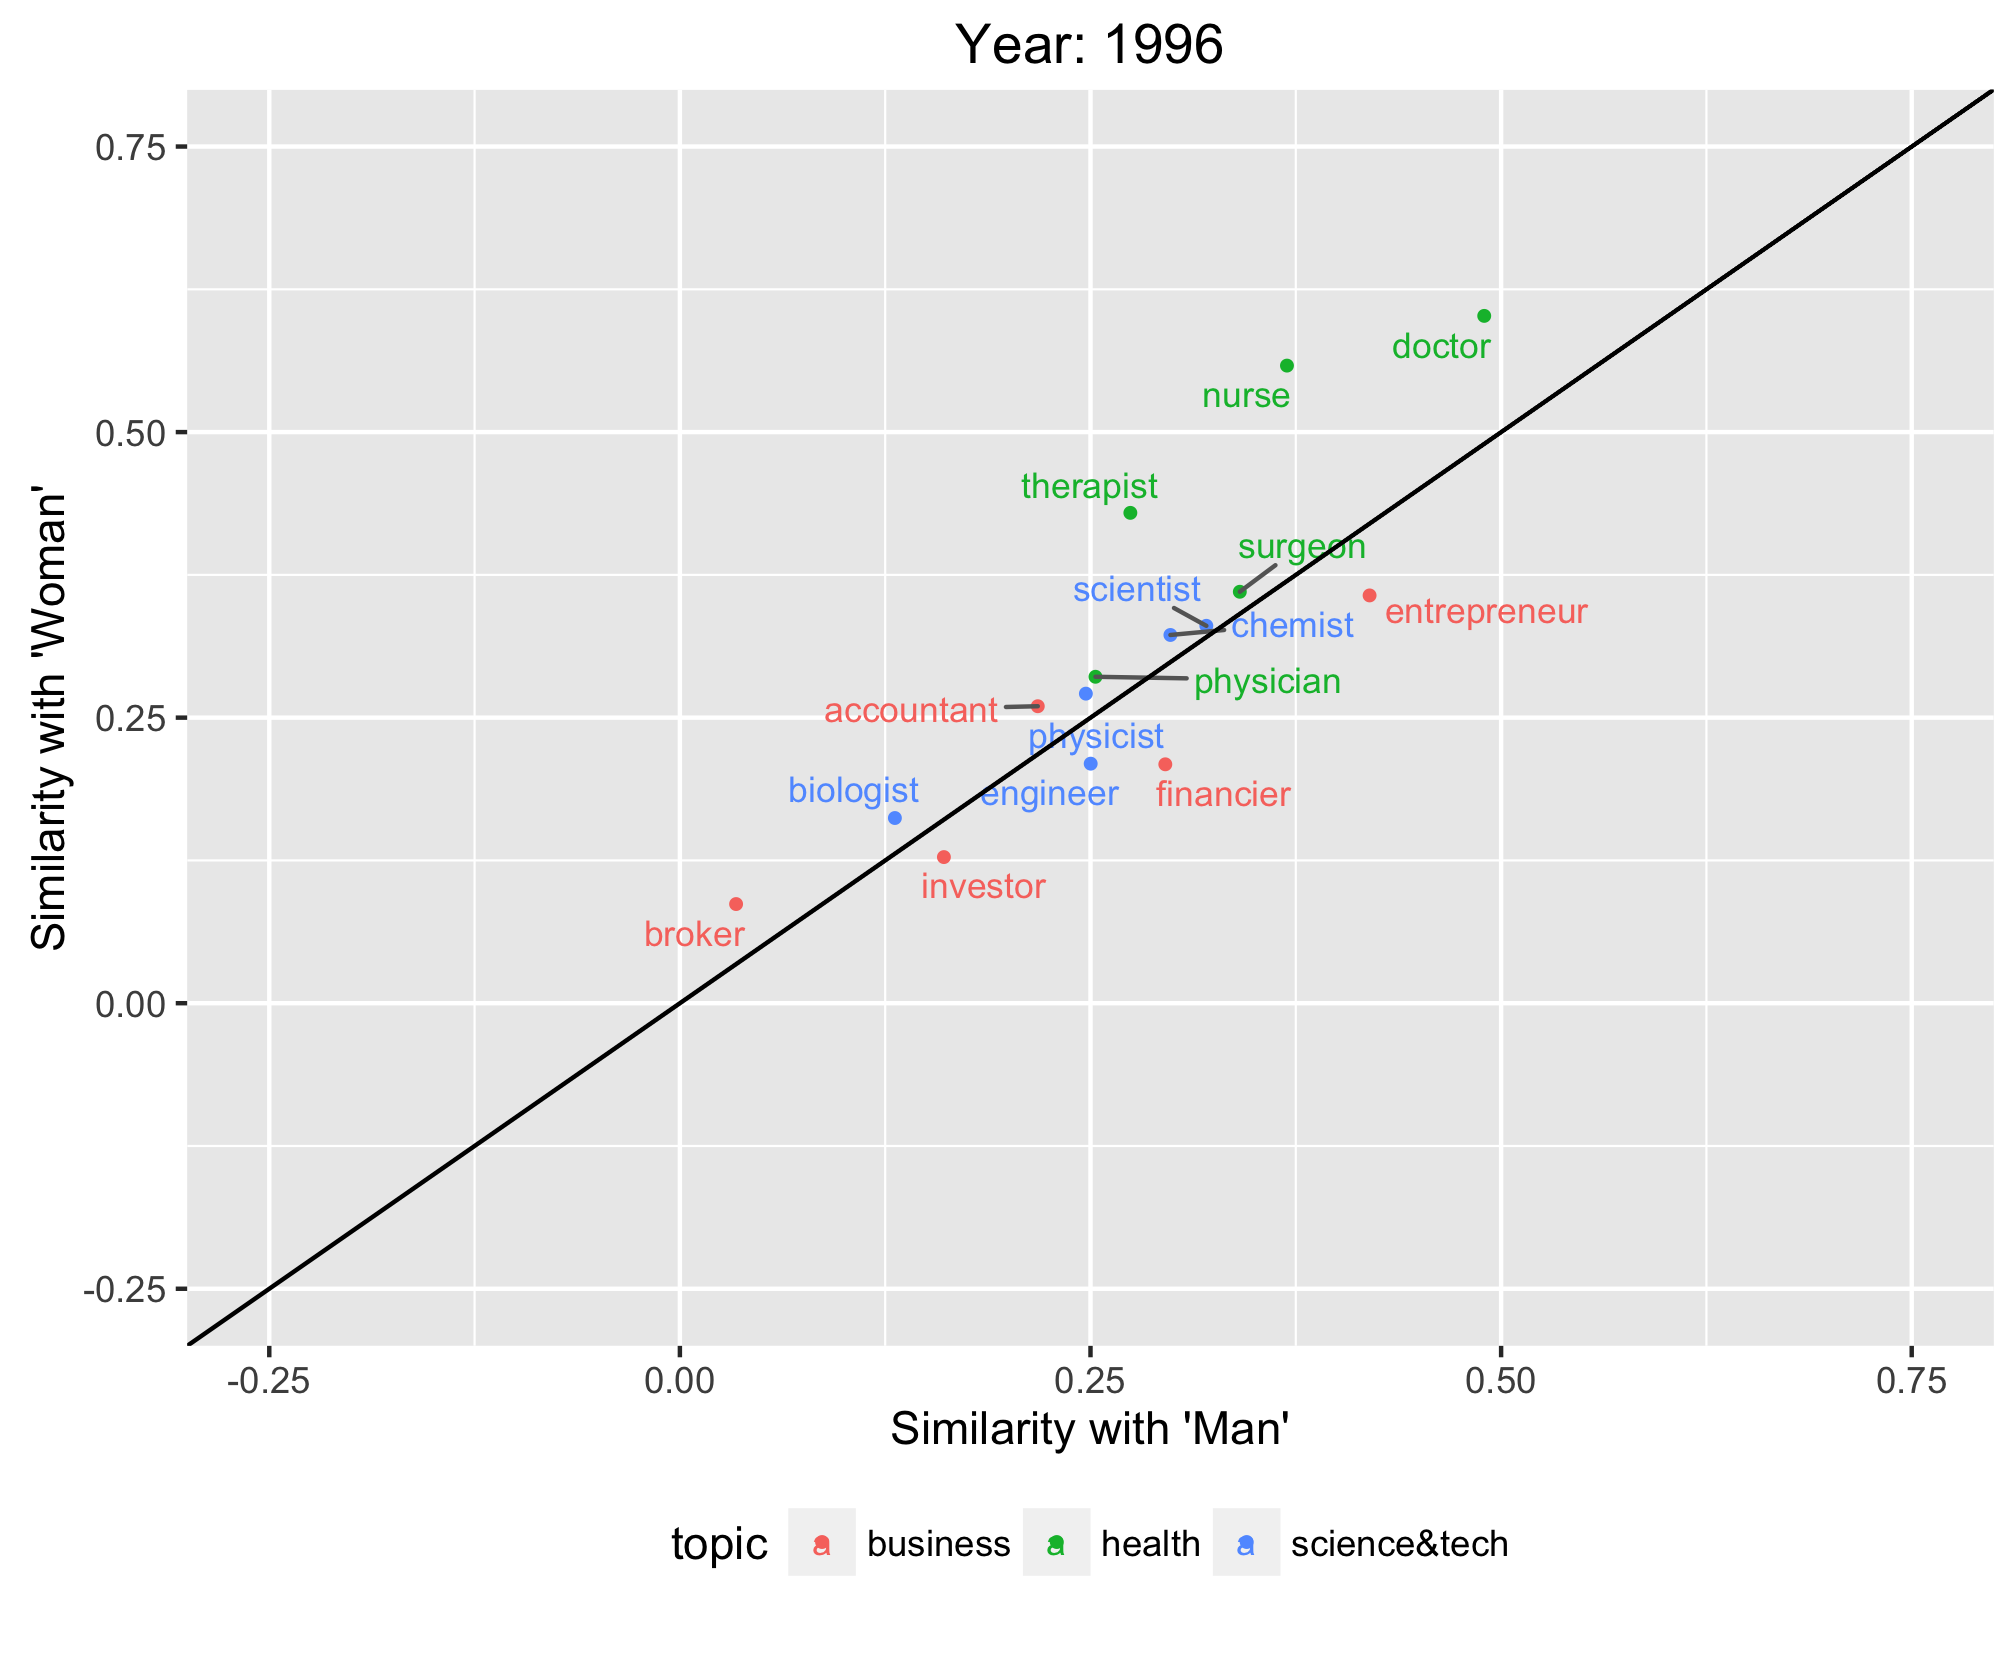 Year: 1996
0.75
0.50
0.25
0.00
-0.25
Similarity with 'Woman'
doctor
nurse
therapist
surgeon
scientist
entrepreneur
chemist
physician
accountant
physicist
biologist
engineer
financier
investor
broker
-0.25
0.00
0.25
0.50
0.75
Similarity with 'Man'
topic a business a health a science&tech